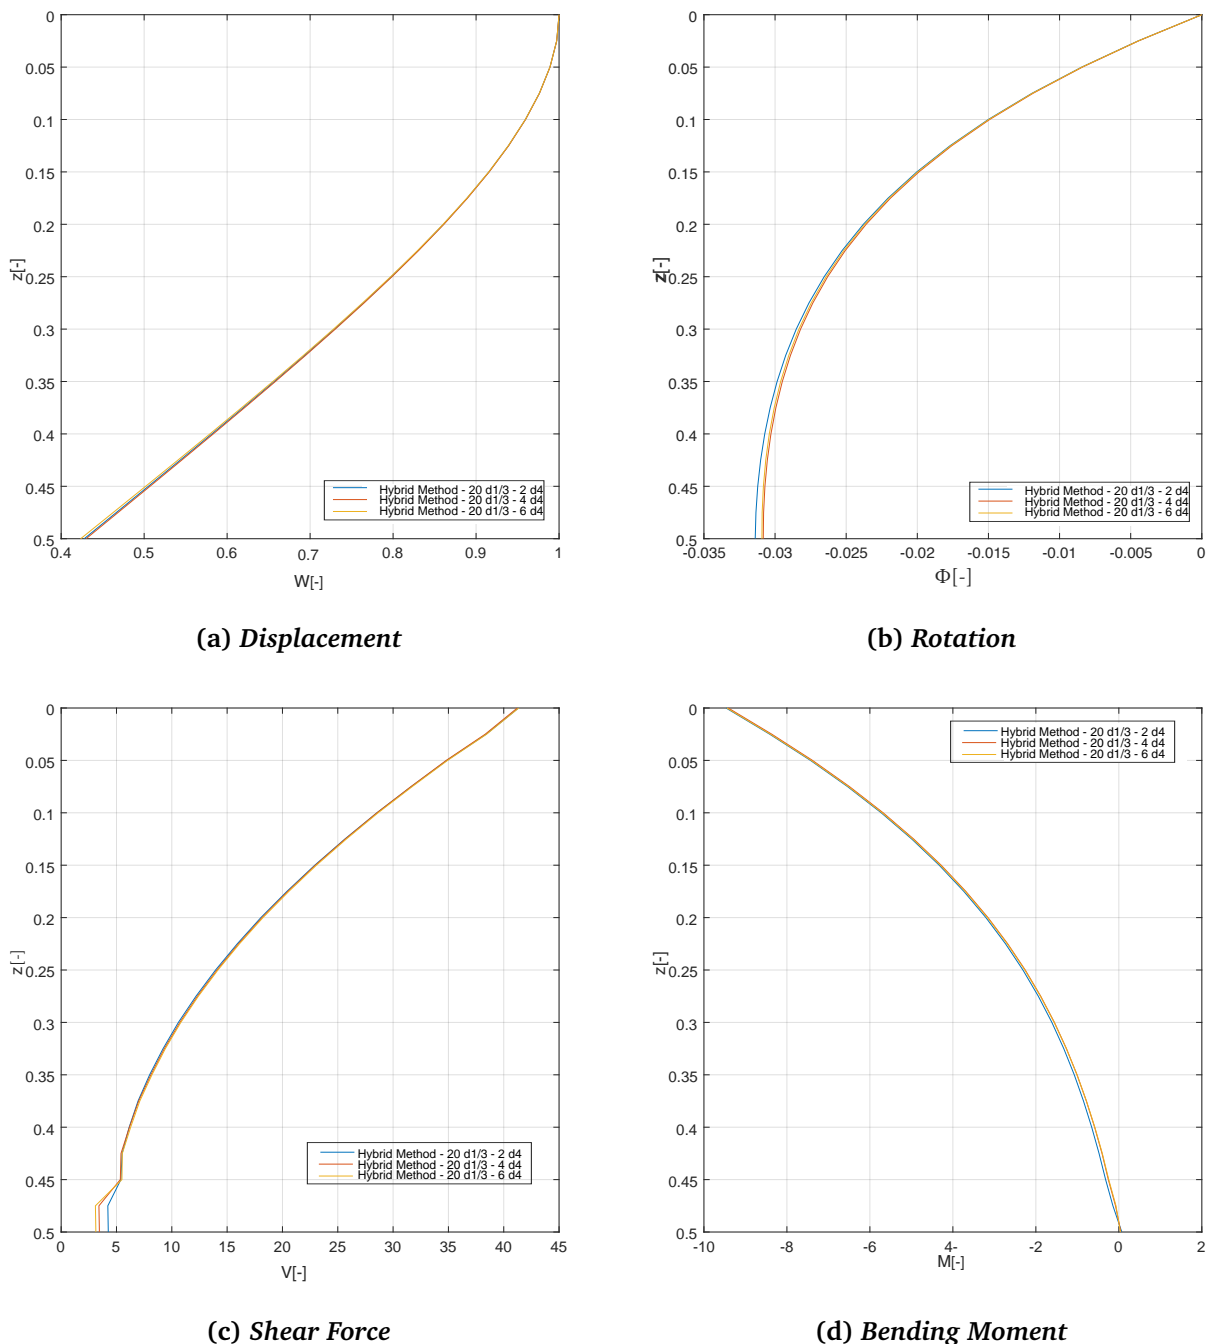 0
0.05
0.1
0.15
0.2
0.25
0.3
0.35
0.4
0.45
0.5
z[-]
0.4 0.5 0.6 0.7 0.8 0.9 1
W[-]
Hybrid Method - 20 d1/3 - 2 d4
Hybrid Method - 20 d1/3 - 4 d4
Hybrid Method - 20 d1/3 - 6 d4
(a) Displacement
0
0.05
0.1
0.15
0.2
0.25
0.3
0.35
0.4
0.45
0.5
z[-]
-0.035 -0.03 -0.025 -0.02 -0.015 -0.01 -0.005 0
Φ[-]
Hybrid Method - 20 d1/3 - 2 d4
Hybrid Method - 20 d1/3 - 4 d4
Hybrid Method - 20 d1/3 - 6 d4
(b) Rotation
0
0.05
0.1
0.15
0.2
0.25
0.3
0.35
0.4
0.45
0.5
z[-]
0 5 10 15 20 25 30 35 40 45
V[-]
Hybrid Method - 20 d1/3 - 2 d4
Hybrid Method - 20 d1/3 - 4 d4
Hybrid Method - 20 d1/3 - 6 d4
(c) Shear Force
0
0.05
0.1
0.15
0.2
0.25
0.3
0.35
0.4
0.45
0.5
z[-]
-10 -8 -6 4- -2 0 2
M[-]
Hybrid Method - 20 d1/3 - 2 d4
Hybrid Method - 20 d1/3 - 4 d4
Hybrid Method - 20 d1/3 - 6 d4
(d) Bending Moment